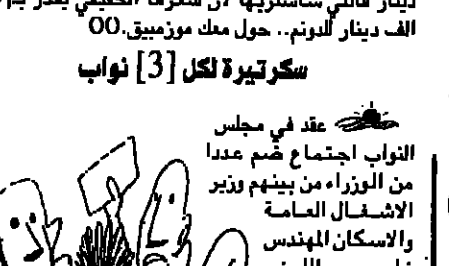 الف دينار للدونم.. حول معك موزمبيق.OO
سكرتيرة لكل [3] نواب
عقد في مجلس
النواب اجتماع ضم عددا
من الوزراء من بينهم وزير
الاشغال العامة
والاسكان المهندس